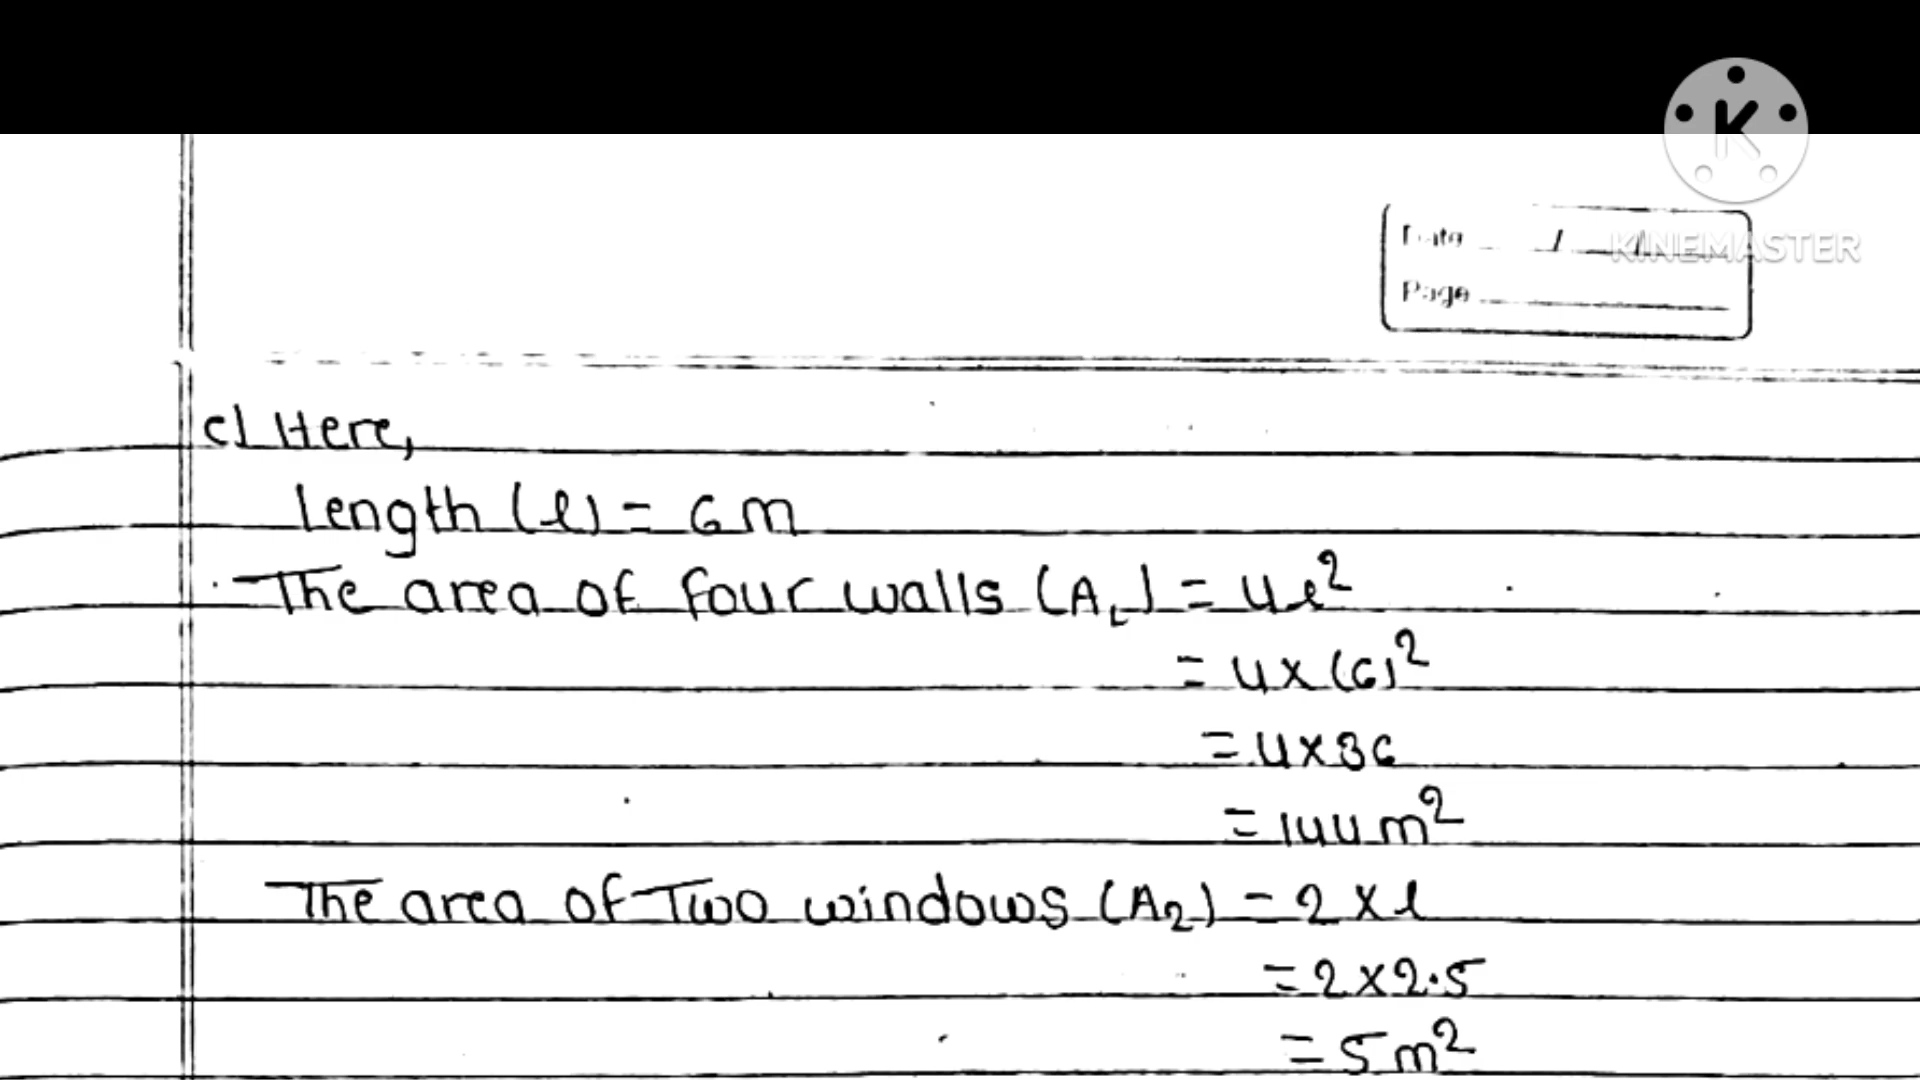 K
KINEMASTER
Date / /
Page
c) Here,
Length (l) = 6m
The area of four walls (A₁) = 4l²
= 4×(6)²
= 4×36
= 144 m²
The area of Two windows (A₂) = 2×l
= 2×2.5
= 5 m²